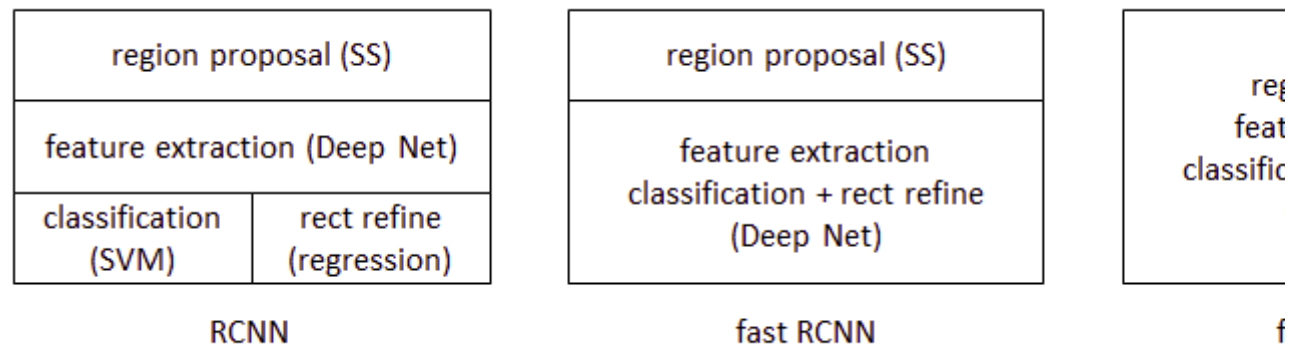 region proposal (SS)
feature extraction (Deep Net)
classification
(SVM)
rect refine
(regression)
RCNN
region proposal (SS)
feature extraction
classification + rect refine
(Deep Net)
fast RCNN